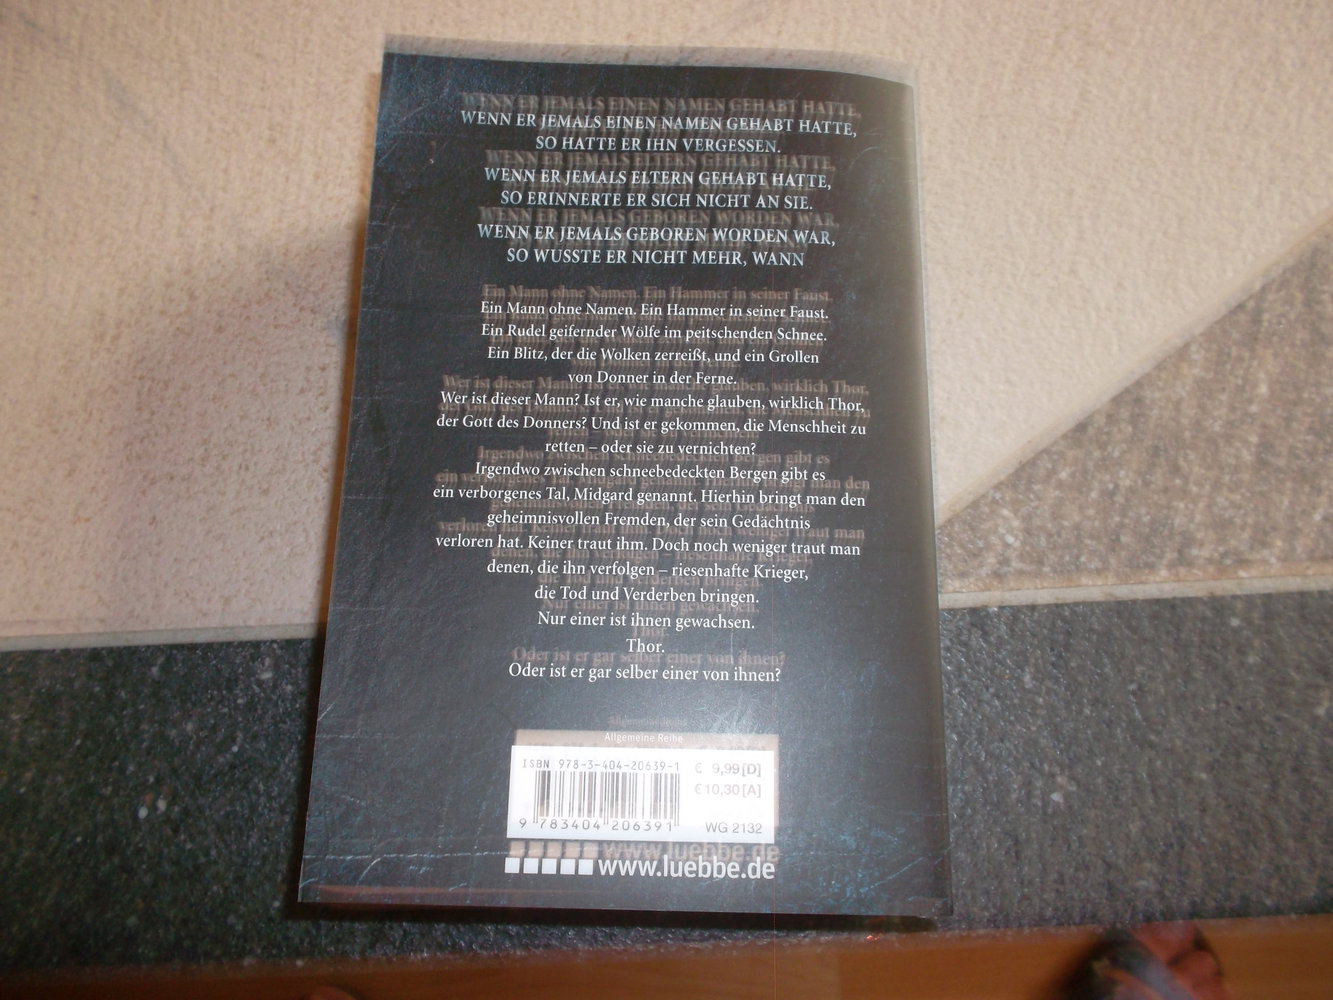 WENN ER JEMALS EINEN NAMEN GEHABT HATTE,
SO HATTE ER IHN VERGESSEN.
WENN ER JEMALS ELTERN GEHABT HATTE,
SO ERINNERTE ER SICH NICHT AN SIE.
WENN ER JEMALS GEBOREN WORDEN WAR,
SO WUSSTE ER NICHT MEHR, WANN
Ein Mann ohne Namen. Ein Hammer in seiner Faust.
Ein Rudel geifernder Wölfe im peitschenden Schnee.
Ein Blitz, der die Wolken zerreißt, und ein Grollen
von Donner in der Ferne.
Wer ist dieser Mann? Ist er, wie manche glauben, wirklich Thor,
der Gott des Donners? Und ist er gekommen, die Menschheit zu
retten – oder sie zu vernichten?
Irgendwo zwischen schneebedeckten Bergen gibt es
ein verborgenes Tal, Midgard genannt. Hierhin bringt man den
geheimnisvollen Fremden, der sein Gedächtnis
verloren hat. Keiner traut ihm. Doch noch weniger traut man
denen, die ihn verfolgen – riesenhafte Krieger,
die Tod und Verderben bringen.
Nur einer ist ihnen gewachsen.
Thor.
Oder ist er gar selber einer von ihnen?
Allgemeine Reihe
ISBN 978-3-404-20639-1
€ 9,99 [D]
€ 10,30 [A]
9 783404 206391
WG 2132
www.luebbe.de